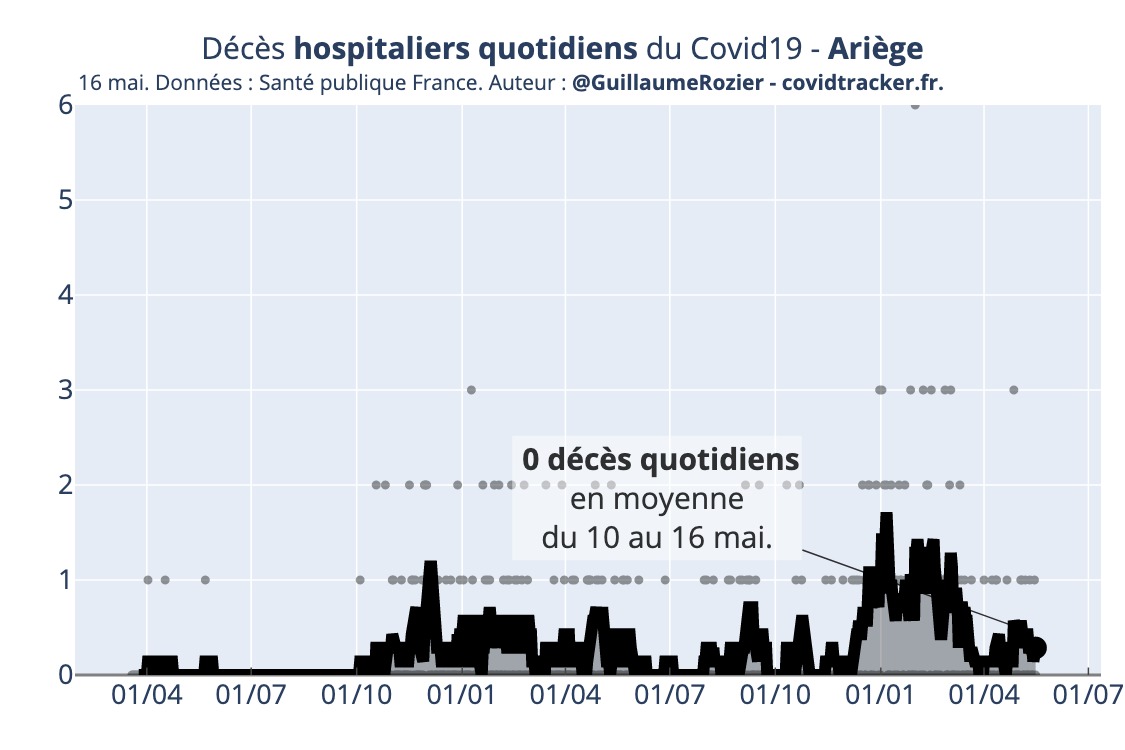 Décès hospitaliers quotidiens du Covid19 - Ariège
16 mai. Données : Santé publique France. Auteur : @GuillaumeRozier - covidtracker.fr.
6
5
4
3
2
1
0
0 décès quotidiens
en moyenne
du 10 au 16 mai.
01/04 01/07 01/10 01/01 01/04 01/07 01/10 01/01 01/04 01/07